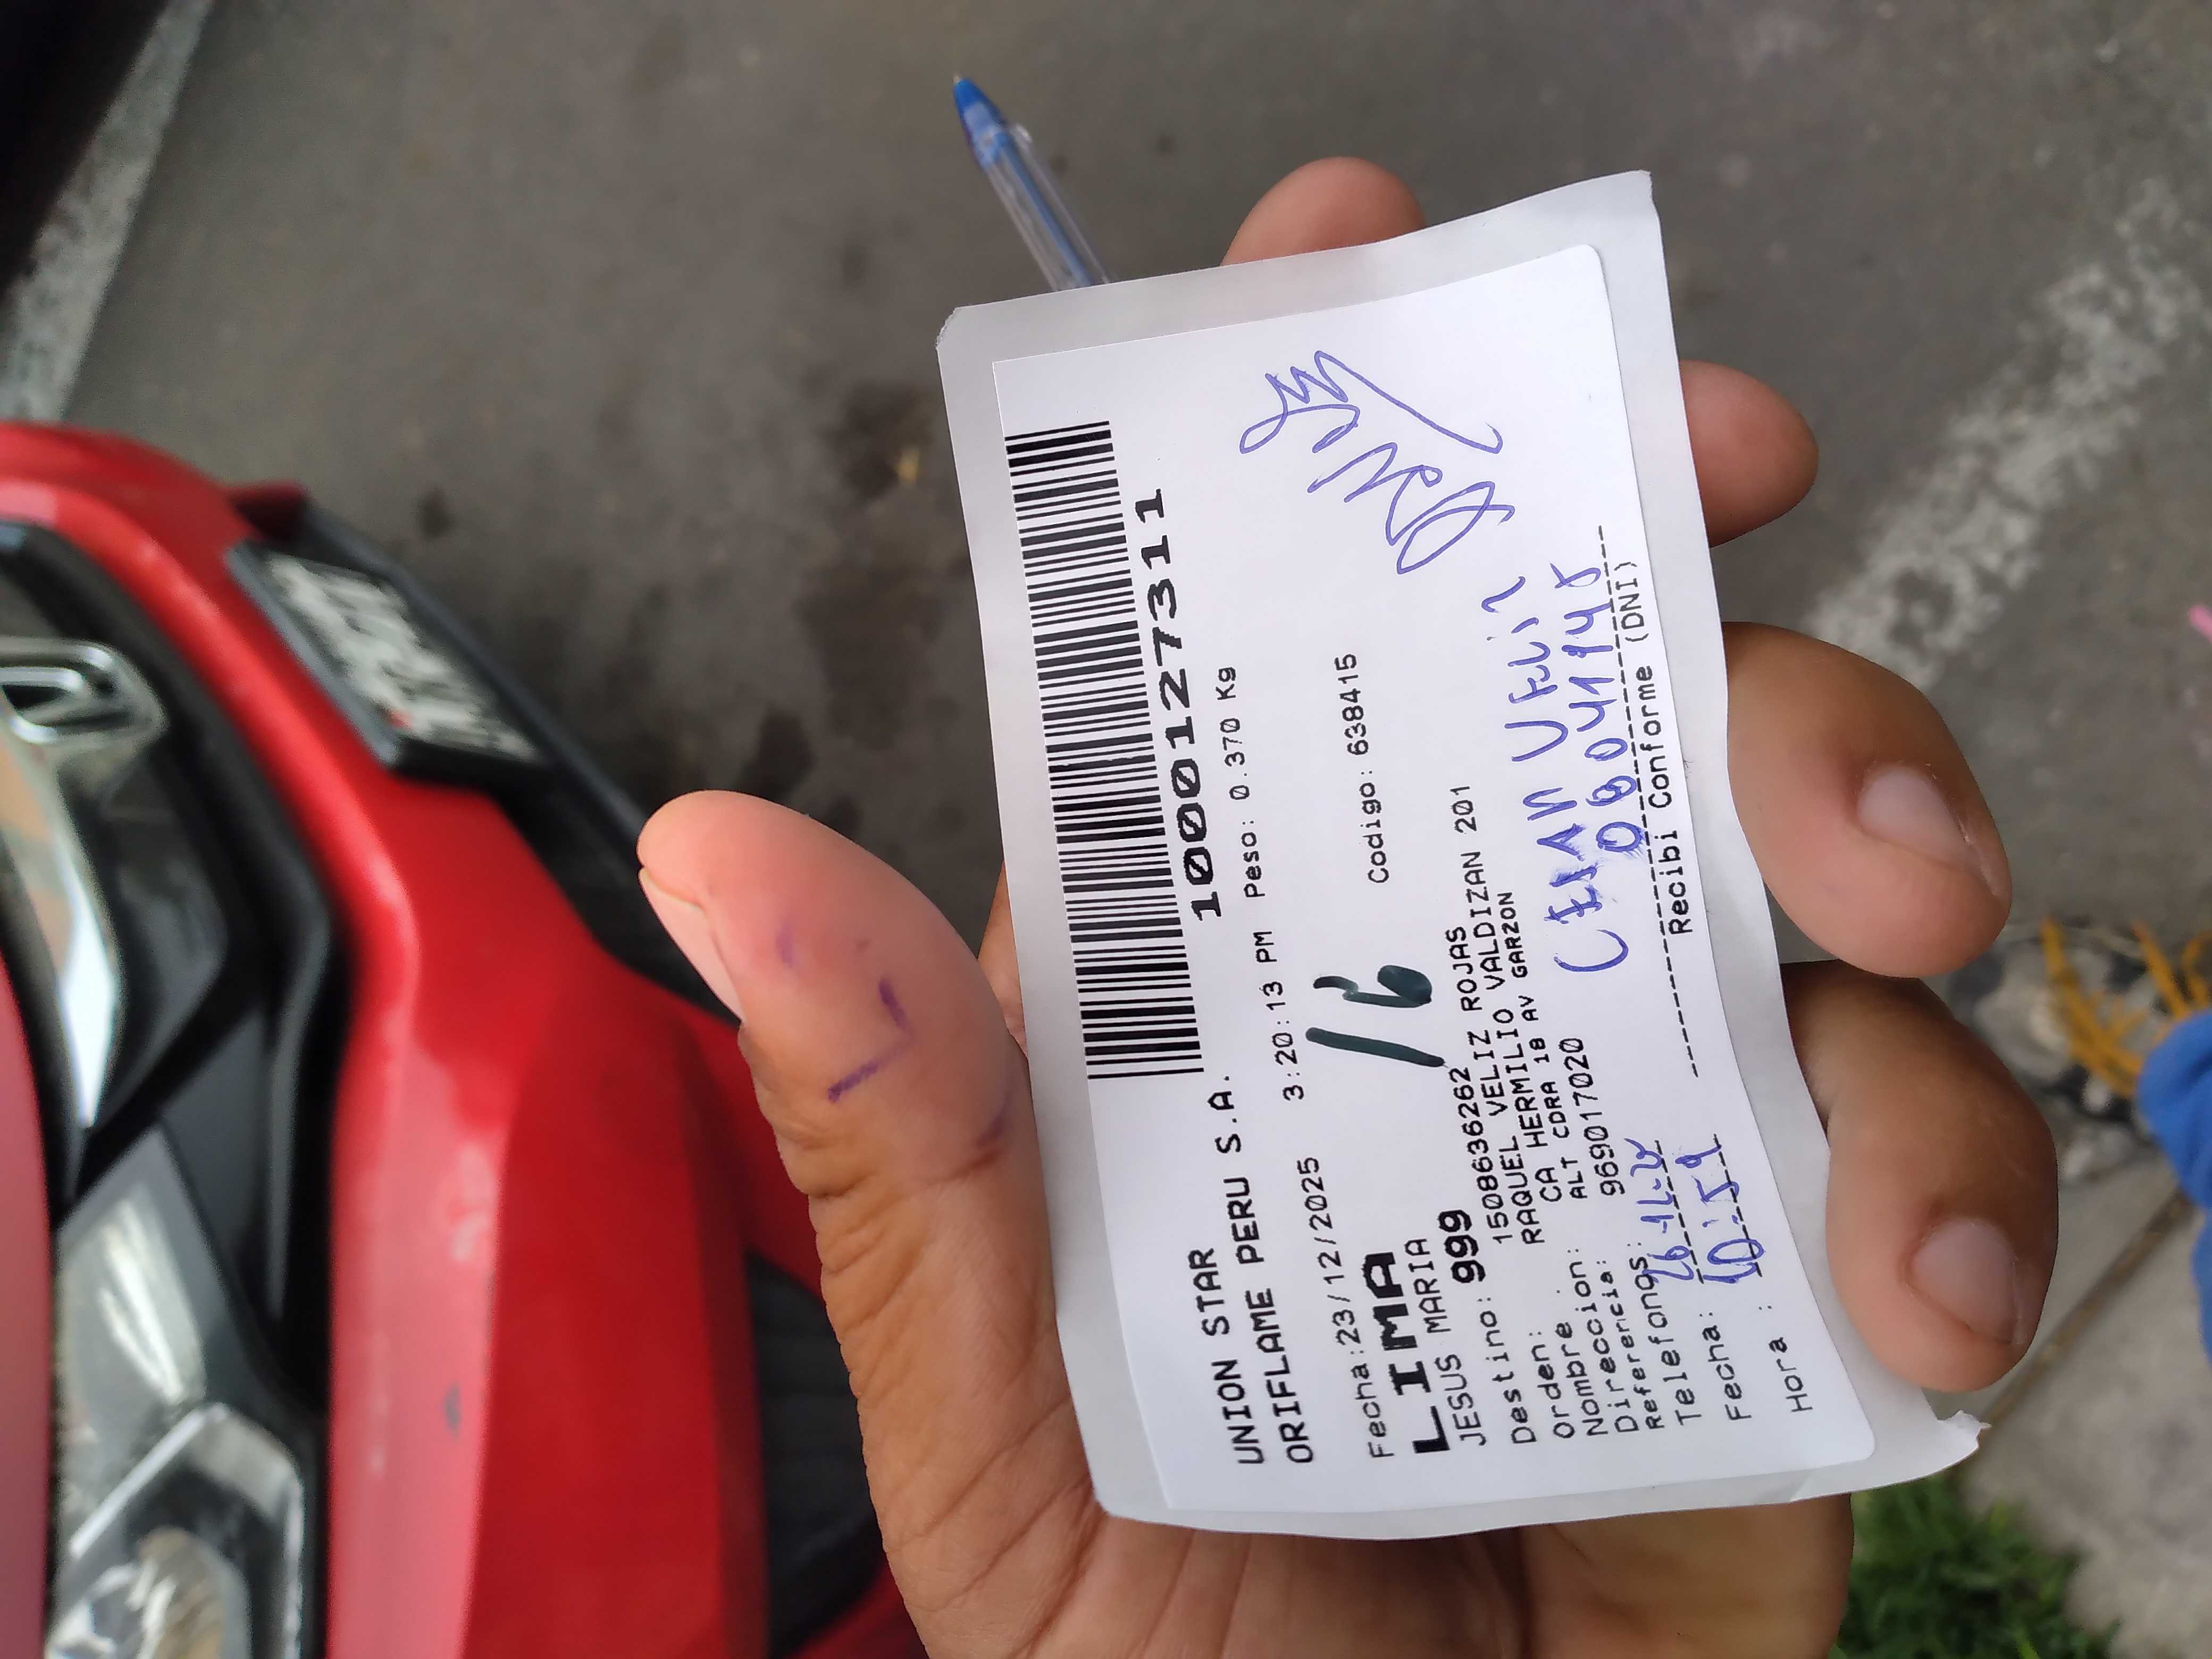 UNION STAR
ORIFLAME PERU S.A.
1000127311
Fecha:23/12/2025 3:20:13 PM Peso: 0.370 Kg
LIMA
16
JESUS MARIA
Codigo: 638415
Destino: 999
Orden: 1508636262
Nombre : RAQUEL VELIZ ROJAS
Direccion: CA HERMILIO VALDIZAN 201
Referencia: ALT CDRA 18 AV GARZON
Telefonos: 969017020
Fecha: 26-12-25
Hora : 10:59
Recibi Conforme (DNI)